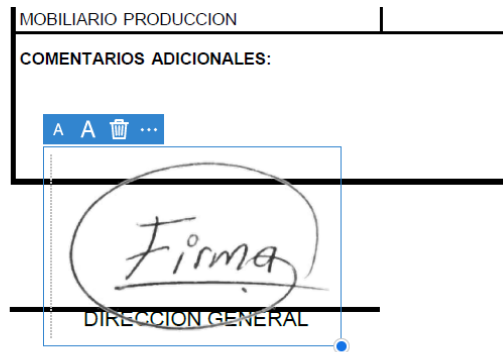 MOBILIARIO PRODUCCION
COMENTARIOS ADICIONALES:
A A ...
Firma
DIRECCION GENERAL